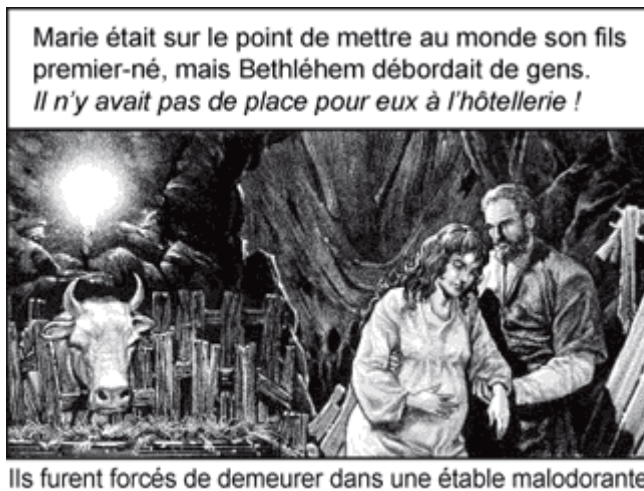 Marie était sur le point de mettre au monde son fils
premier-né, mais Bethléhem débordait de gens.
Il n'y avait pas de place pour eux à l'hôtellerie !
Ils furent forcés de demeurer dans une étable malodorante